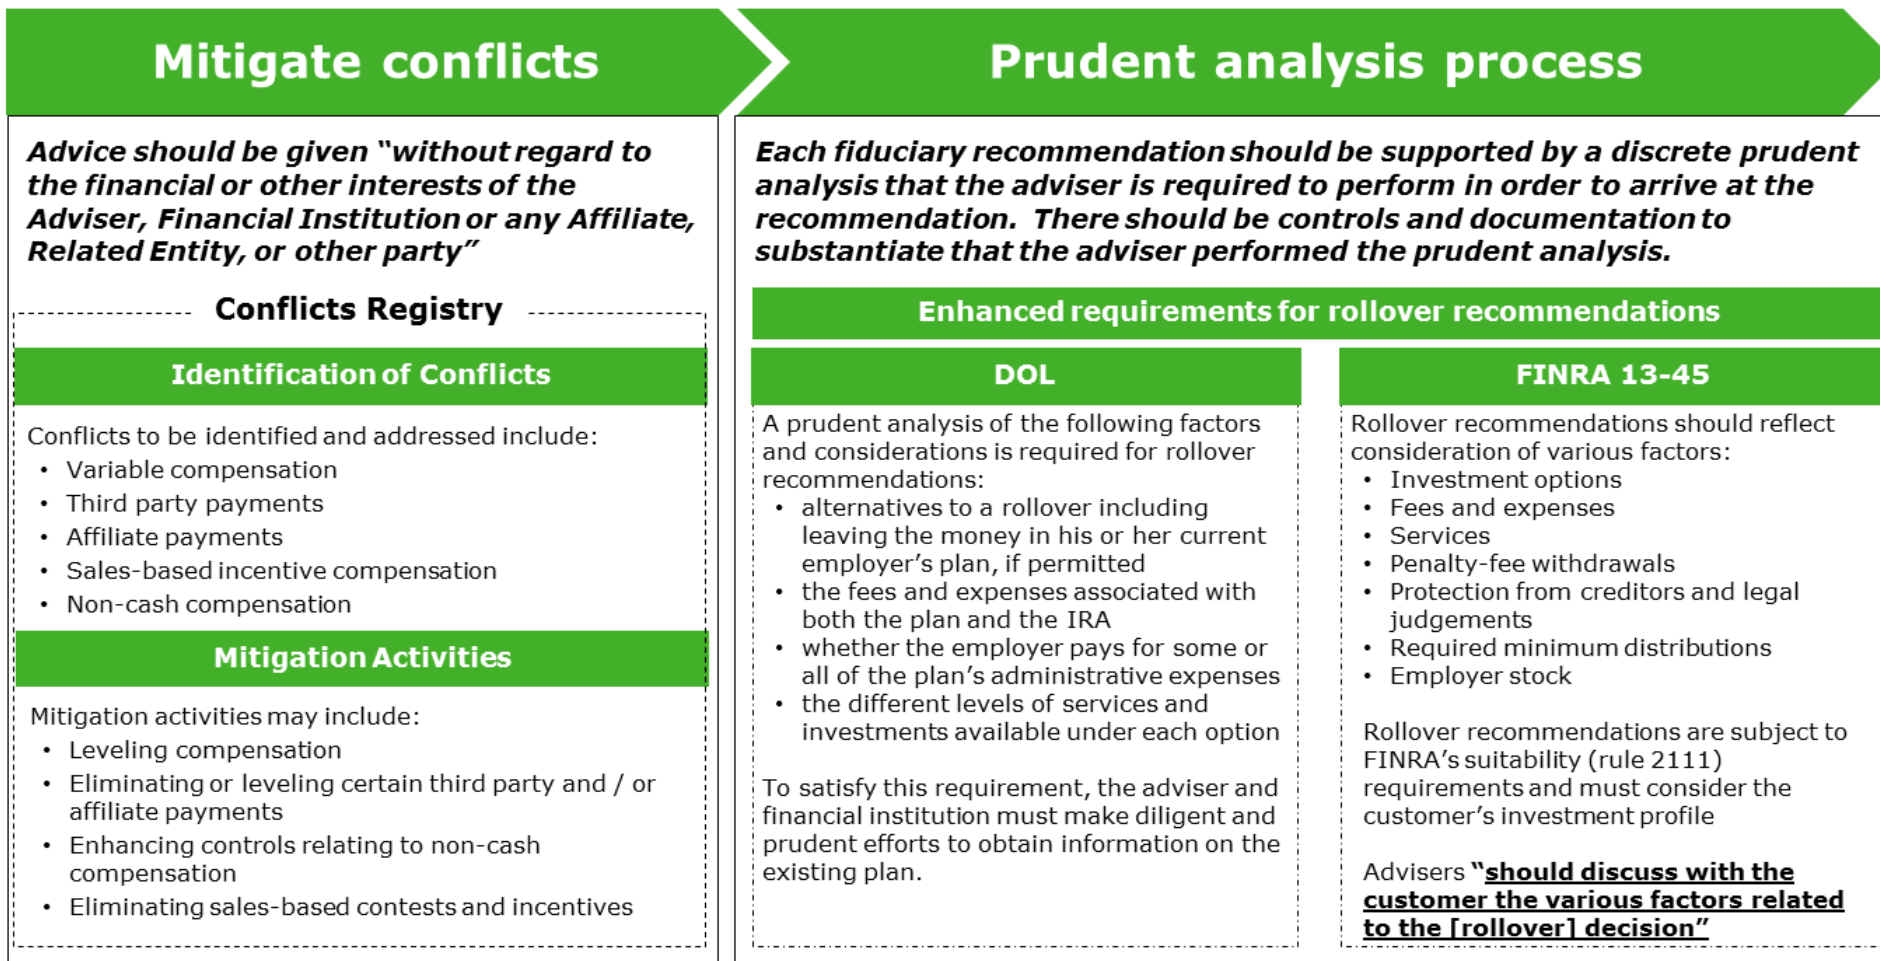 Mitigate conflicts
Advice should be given “without regard to
the financial or other interests of the
Adviser, Financial Institution or any Affiliate,
Related Entity, or other party”
Conflicts Registry
Identification of Conflicts
Conflicts to be identified and addressed include:
• Variable compensation
• Third party payments
• Affiliate payments
• Sales-based incentive compensation
• Non-cash compensation
Mitigation Activities
Mitigation activities may include:
• Leveling compensation
• Eliminating or leveling certain third party and / or
affiliate payments
• Enhancing controls relating to non-cash
compensation
• Eliminating sales-based contests and incentives
Prudent analysis process
Each fiduciary recommendation should be supported by a discrete prudent
analysis that the adviser is required to perform in order to arrive at the
recommendation. There should be controls and documentation to
substantiate that the adviser performed the prudent analysis.
Enhanced requirements for rollover recommendations
DOL
A prudent analysis of the following factors
and considerations is required for rollover
recommendations:
• alternatives to a rollover including
leaving the money in his or her current
employer’s plan, if permitted
• the fees and expenses associated with
both the plan and the IRA
• whether the employer pays for some or
all of the plan’s administrative expenses
• the different levels of services and
investments available under each option
To satisfy this requirement, the adviser and
financial institution must make diligent and
prudent efforts to obtain information on the
existing plan.
FINRA 13-45
Rollover recommendations should reflect
consideration of various factors:
• Investment options
• Fees and expenses
• Services
• Penalty-fee withdrawals
• Protection from creditors and legal
judgements
• Required minimum distributions
• Employer stock
Rollover recommendations are subject to
FINRA’s suitability (rule 2111)
requirements and must consider the
customer’s investment profile
Advisers “should discuss with the
customer the various factors related
to the [rollover] decision”